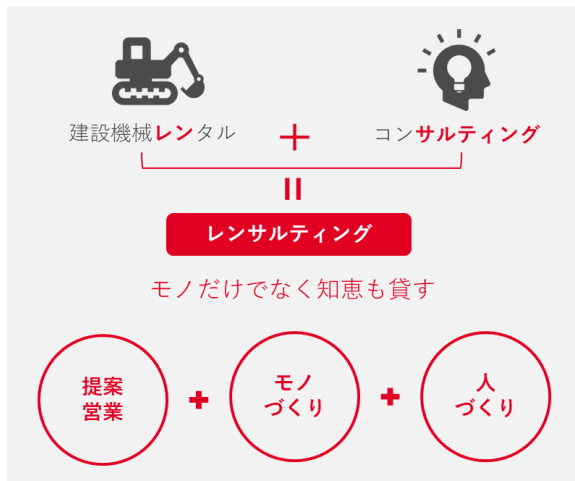 建設機械レンタル
+
コンサルティング
=
レンサルティング
モノだけでなく知恵も貸す
提案
営業
+
モノ
づくり
+
人
づくり